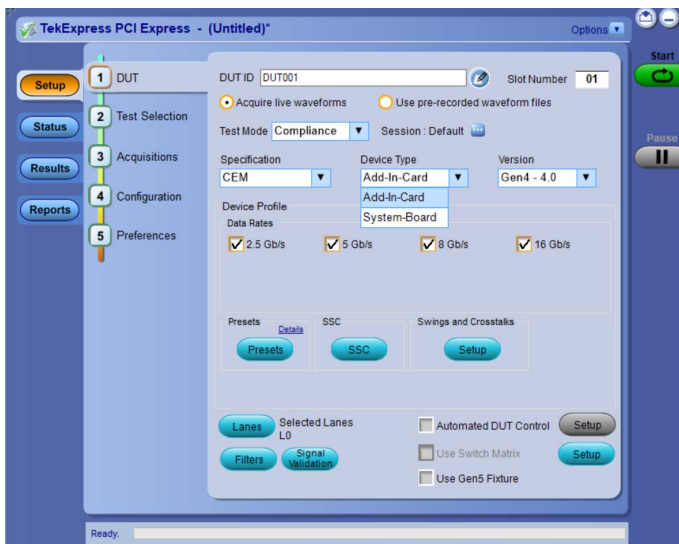 TekExpress PCI Express - (Untitled)*
Options
Start
Pause
Setup
Status
Results
Reports
1 DUT
2 Test Selection
3 Acquisitions
4 Configuration
5 Preferences
DUT ID DUT001 Slot Number 01
Acquire live waveforms Use pre-recorded waveform files
Test Mode Compliance Session : Default
Specification Device Type Version
CEM Add-In-Card Gen4 - 4.0
Add-In-Card
System-Board
Device Profile
Data Rates
2.5 Gb/s 5 Gb/s 8 Gb/s 16 Gb/s
Presets Details SSC Swings and Crosstalks
Presets SSC Setup
Lanes Selected Lanes
L0
Automated DUT Control Setup
Filters Signal Validation
Use Switch Matrix Setup
Use Gen5 Fixture
Ready.